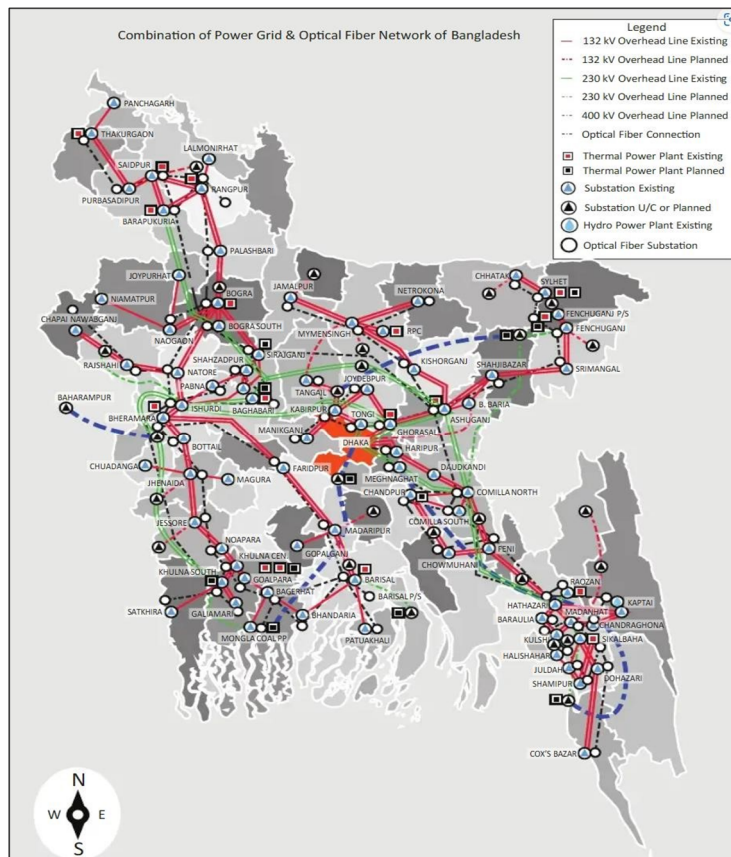 Combination of Power Grid & Optical Fiber Network of Bangladesh
Legend
132 kV Overhead Line Existing
132 kV Overhead Line Planned
230 kV Overhead Line Existing
230 kV Overhead Line Planned
400 kV Overhead Line Planned
Optical Fiber Connection
Thermal Power Plant Existing
Thermal Power Plant Planned
Substation Existing
Substation U/C or Planned
Hydro Power Plant Existing
Optical Fiber Substation
PANCHAGARH
THAKURGAON
LALMONIRHAT
SAIDPUR
RANGPUR
PURBASADIPUR
BARAPUKURIA
PALASHBARI
JOYPURHAT
BOGRA
JAMALPUR
NETROKONA
CHHATAK
SYLHET
NIAMATPUR
CHAPAI NAWABGANJ
FENCHUGANJ P/S
BOGRA SOUTH
MYMENSINGH
RPC
FENCHUGANJ
NAOGAON
SIRAJGANJ
SHAHZADPUR
KISHORGANJ
SHAHJIBAZAR
RAJSHAHI
NATORE
JOYDEBPUR
SRIMANGAL
PABNA
TANGAIL
BAHARAMPUR
ISHURDI
BAGHABARI
KABIRPUR
B. BARIA
BHERAMARA
TONGI
GHORASAL
ASHUGANJ
MANIKGANJ
DHAKA
BOTTAIL
HARIPUR
CHUADANGA
FARIDPUR
MEGHNAGHAT
DAUDKANDI
JHENAIDA
MAGURA
CHANDPUR
COMILLA NORTH
JESSORE
COMILLA SOUTH
MADARIPUR
NOAPARA
GOPALGANJ
FENI
KHULNA CEN.
CHOWMUHANI
KHULNA SOUTH
GOALPARA
BARISAL
RAOZAN
BAGERHAT
BARISAL P/S
HATHAZARI
KAPTAI
SATKHIRA
GALIAMARI
MADANHAT
BHANDARIA
BARAULIA
CHANDRAGHONA
MONGLA COAL PP
PATUAKHALI
KULSHI
SIKALBAHA
HALISHAHAR
JULDAH
DOHAZARI
SHAMIPUR
COX'S BAZAR
N
W E
S